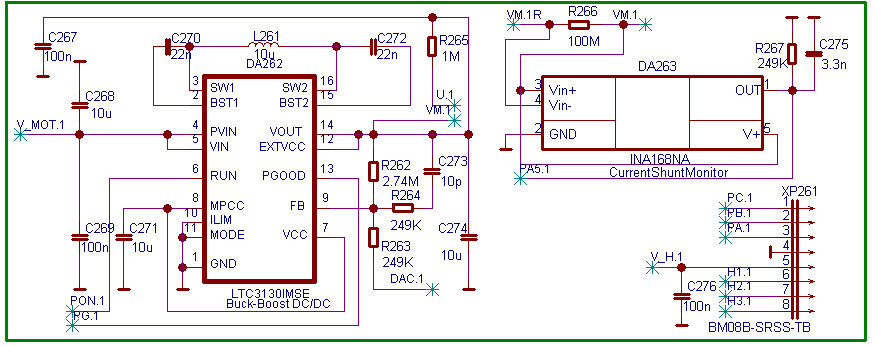 C267
100n
C270
22n
L261
10u
C272
22n
DA262
R265
1M
U.1
VM.1
C268
10u
V_MOT.1
3
2
SW1
BST1
SW2
BST2
16
15
4
5
PVIN
VIN
VOUT
EXTVCC
14
12
6
RUN
PGOOD
13
8
10
11
MPCC
ILIM
MODE
FB
9
VCC
7
1
GND
LTC3130IMSE
Buck-Boost DC/DC
C269
100n
C271
10u
PON.1
PG.1
R262
2.74M
C273
10p
R264
249K
R263
249K
DAC.1
C274
10u
VM.1R
R266
100M
VM.1
DA263
3
4
Vin+
Vin-
OUT
1
2
GND
V+
5
INA168NA
CurrentShuntMonitor
PA5.1
R267
249K
C275
3.3n
XP261
PC.1
PB.1
PA.1
V_H.1
H1.1
H2.1
H3.1
1
2
3
4
5
6
7
8
C276
100n
BM08B-SRSS-TB